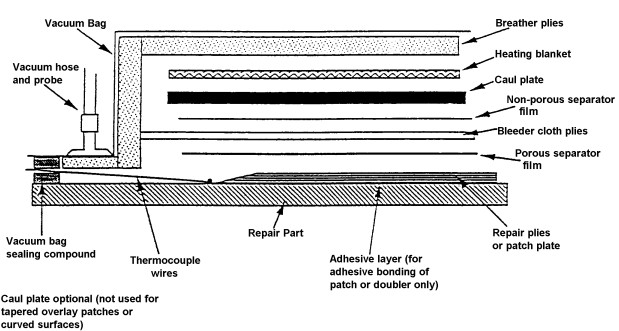 Vacuum Bag
Breather plies
Vacuum hose
and probe
Heating blanket
Caul plate
Non-porous separator
film
Bleeder cloth plies
Porous separator
film
Vacuum bag
sealing compound
Thermocouple
wires
Repair Part
Adhesive layer (for
adhesive bonding of
patch or doubler only)
Repair plies
or patch plate
Caul plate optional (not used for
tapered overlay patches or
curved surfaces)